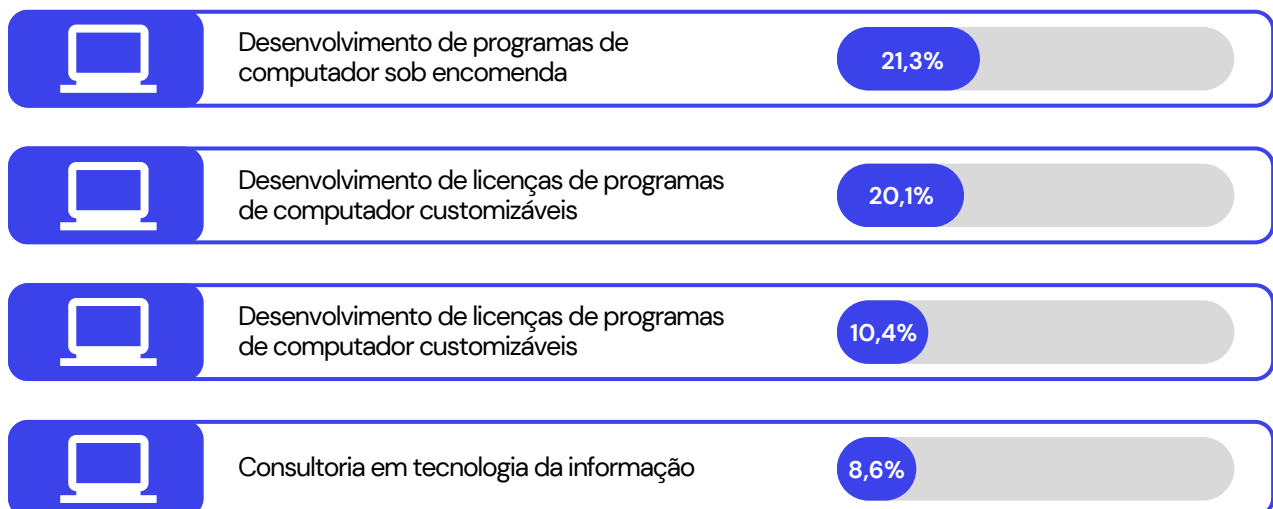 Desenvolvimento de programas de
computador sob encomenda
21,3%
Desenvolvimento de licenças de programas
de computador customizáveis
20,1%
Desenvolvimento de licenças de programas
de computador customizáveis
10,4%
Consultoria em tecnologia da informação
8,6%